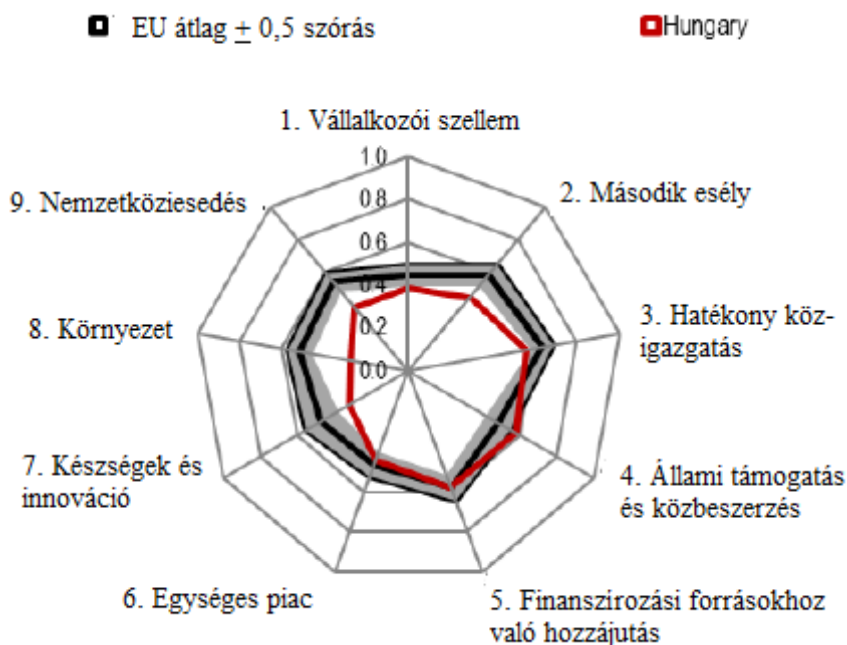 EU átlag ± 0,5 szórás
Hungary
1. Vállalkozói szellem
1.0
0.8
0.6
0.4
0.2
0.0
2. Második esély
3. Hatékony köz-
igazgatás
4. Állami támogatás
és közbeszerzés
5. Finanszírozási forrásokhoz
való hozzájutás
6. Egységes piac
7. Készségek és
innováció
8. Környezet
9. Nemzetköziesedés